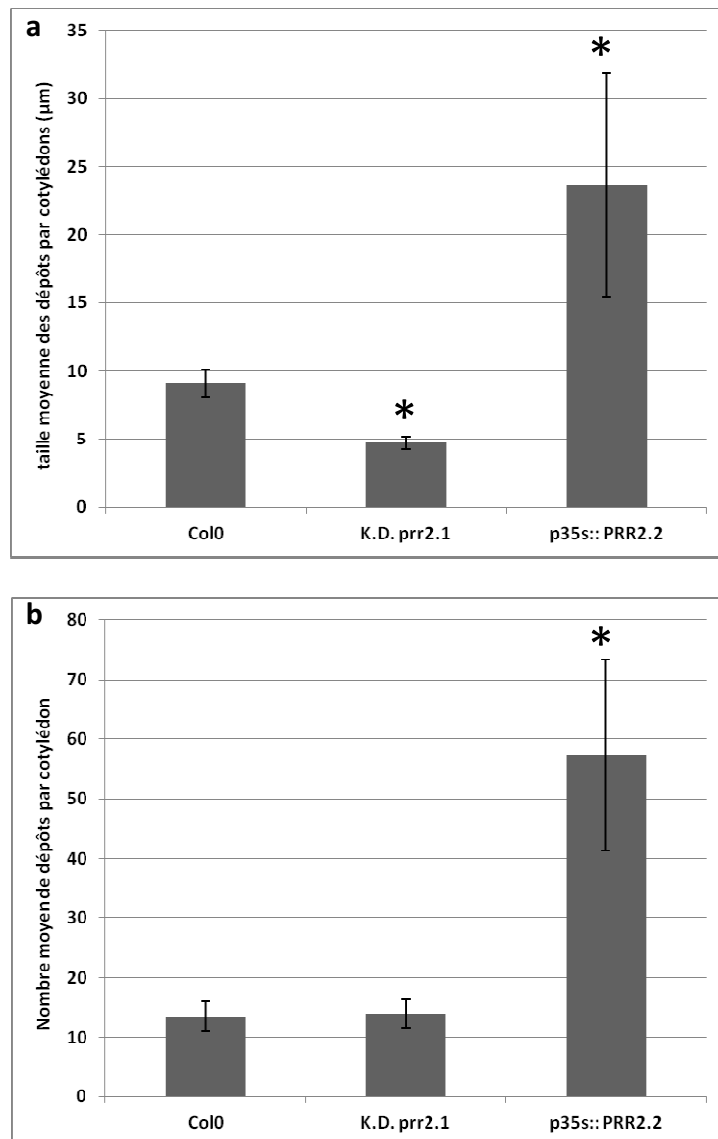 a
taille moyenne des dépôts par cotylédons (µm)
35
30
25
20
15
10
5
0
*
*
Col0
K.D. prr2.1
p35s:: PRR2.2
b
Nombre moyen de dépôts par cotylédon
80
70
60
50
40
30
20
10
0
*
Col0
K.D. prr2.1
p35s:: PRR2.2